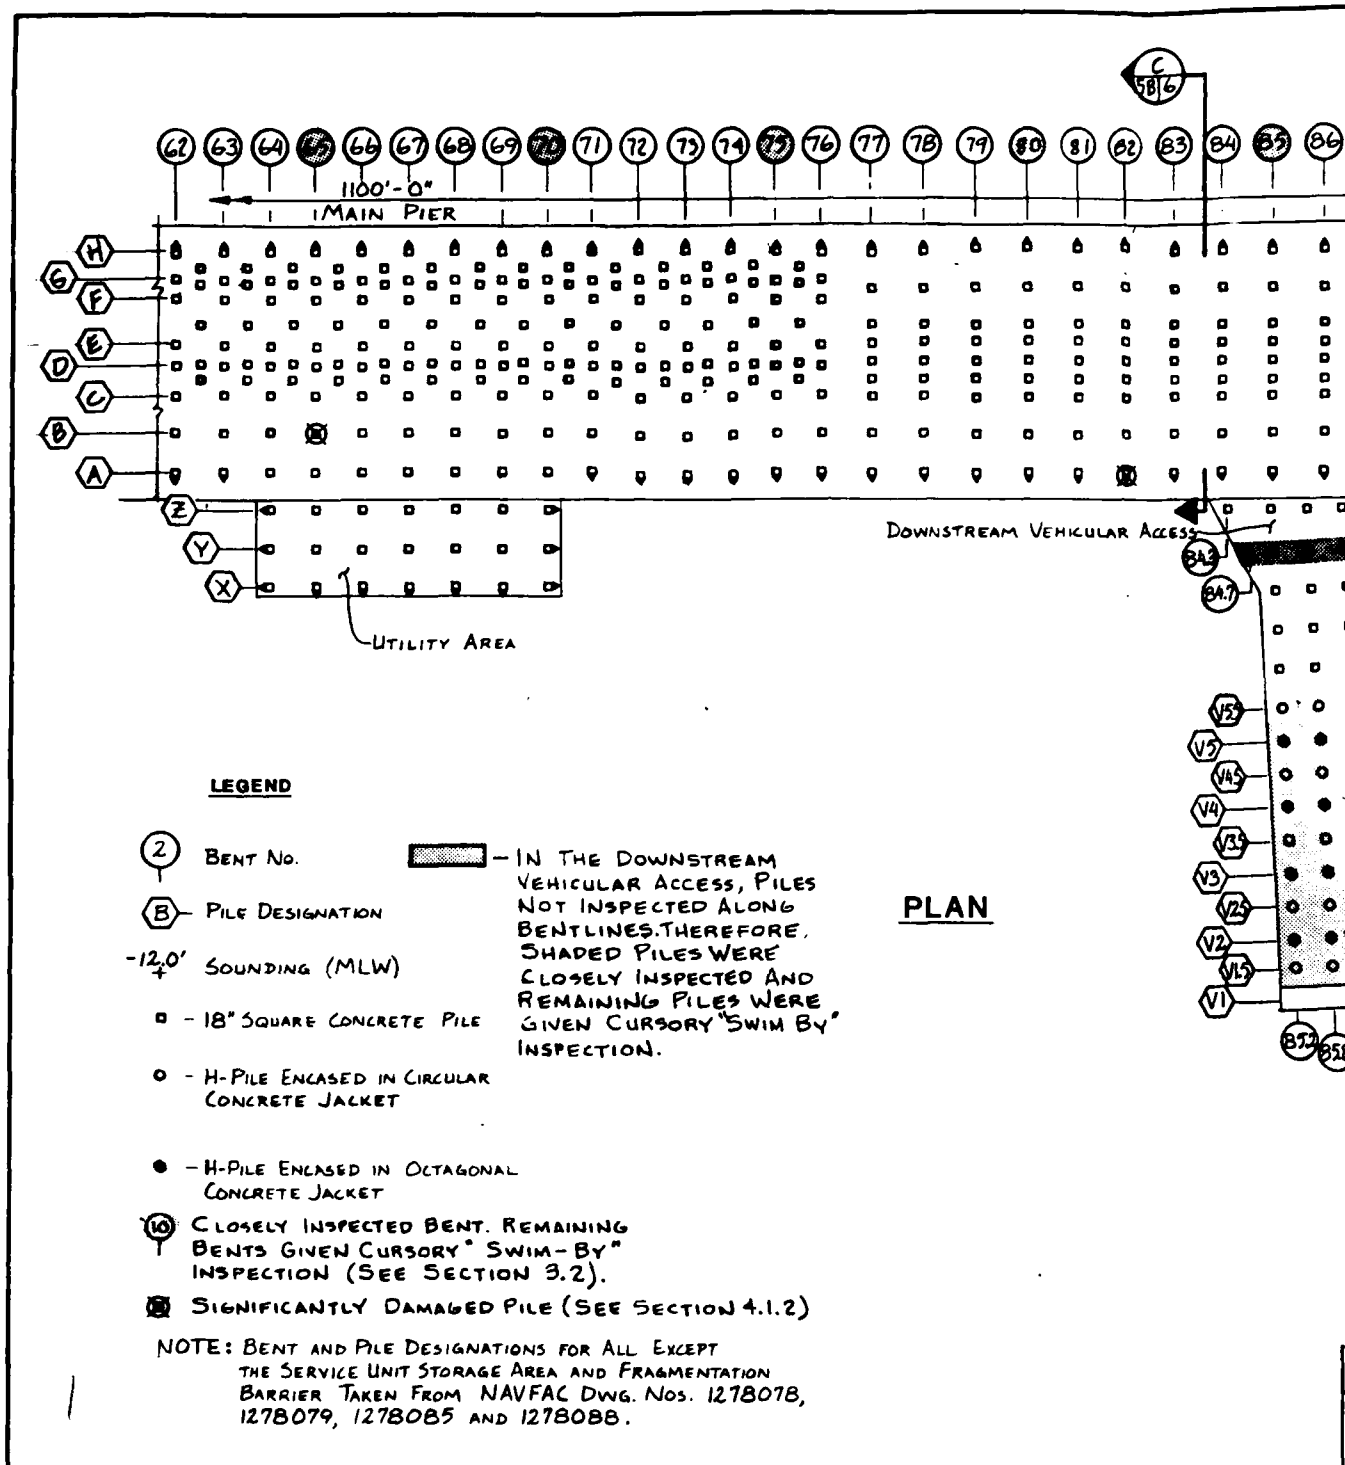 C
5B 6
62 63 64 65 66 67 68 69 70 71 72 73 74 75 76 77 78 79 80 81 82 83 84 85 86
1100'-0"
MAIN PIER
H
G
F
E
D
C
B
A
Z
Y
X
UTILITY AREA
DOWNSTREAM VEHICULAR ACCESS
84.3
84.7
V5.5
V5
V4.5
V4
V3.5
V3
V2.5
V2
V1.5
V1
85.2
85.8
LEGEND
2 BENT NO.
B - PILE DESIGNATION
-12.0' SOUNDING (MLW)
- 18" SQUARE CONCRETE PILE
- H-PILE ENCASED IN CIRCULAR
CONCRETE JACKET
- H-PILE ENCASED IN OCTAGONAL
CONCRETE JACKET
10 CLOSELY INSPECTED BENT. REMAINING
BENTS GIVEN CURSORY "SWIM-BY"
INSPECTION (SEE SECTION 3.2).
SIGNIFICANTLY DAMAGED PILE (SEE SECTION 4.1.2)
- IN THE DOWNSTREAM
VEHICULAR ACCESS, PILES
NOT INSPECTED ALONG
BENTLINES. THEREFORE,
SHADED PILES WERE
CLOSELY INSPECTED AND
REMAINING PILES WERE
GIVEN CURSORY "SWIM BY"
INSPECTION.
PLAN
NOTE: BENT AND PILE DESIGNATIONS FOR ALL EXCEPT
THE SERVICE UNIT STORAGE AREA AND FRAGMENTATION
BARRIER TAKEN FROM NAVFAC DWG. NOS. 1278078,
1278079, 1278085 AND 1278088.